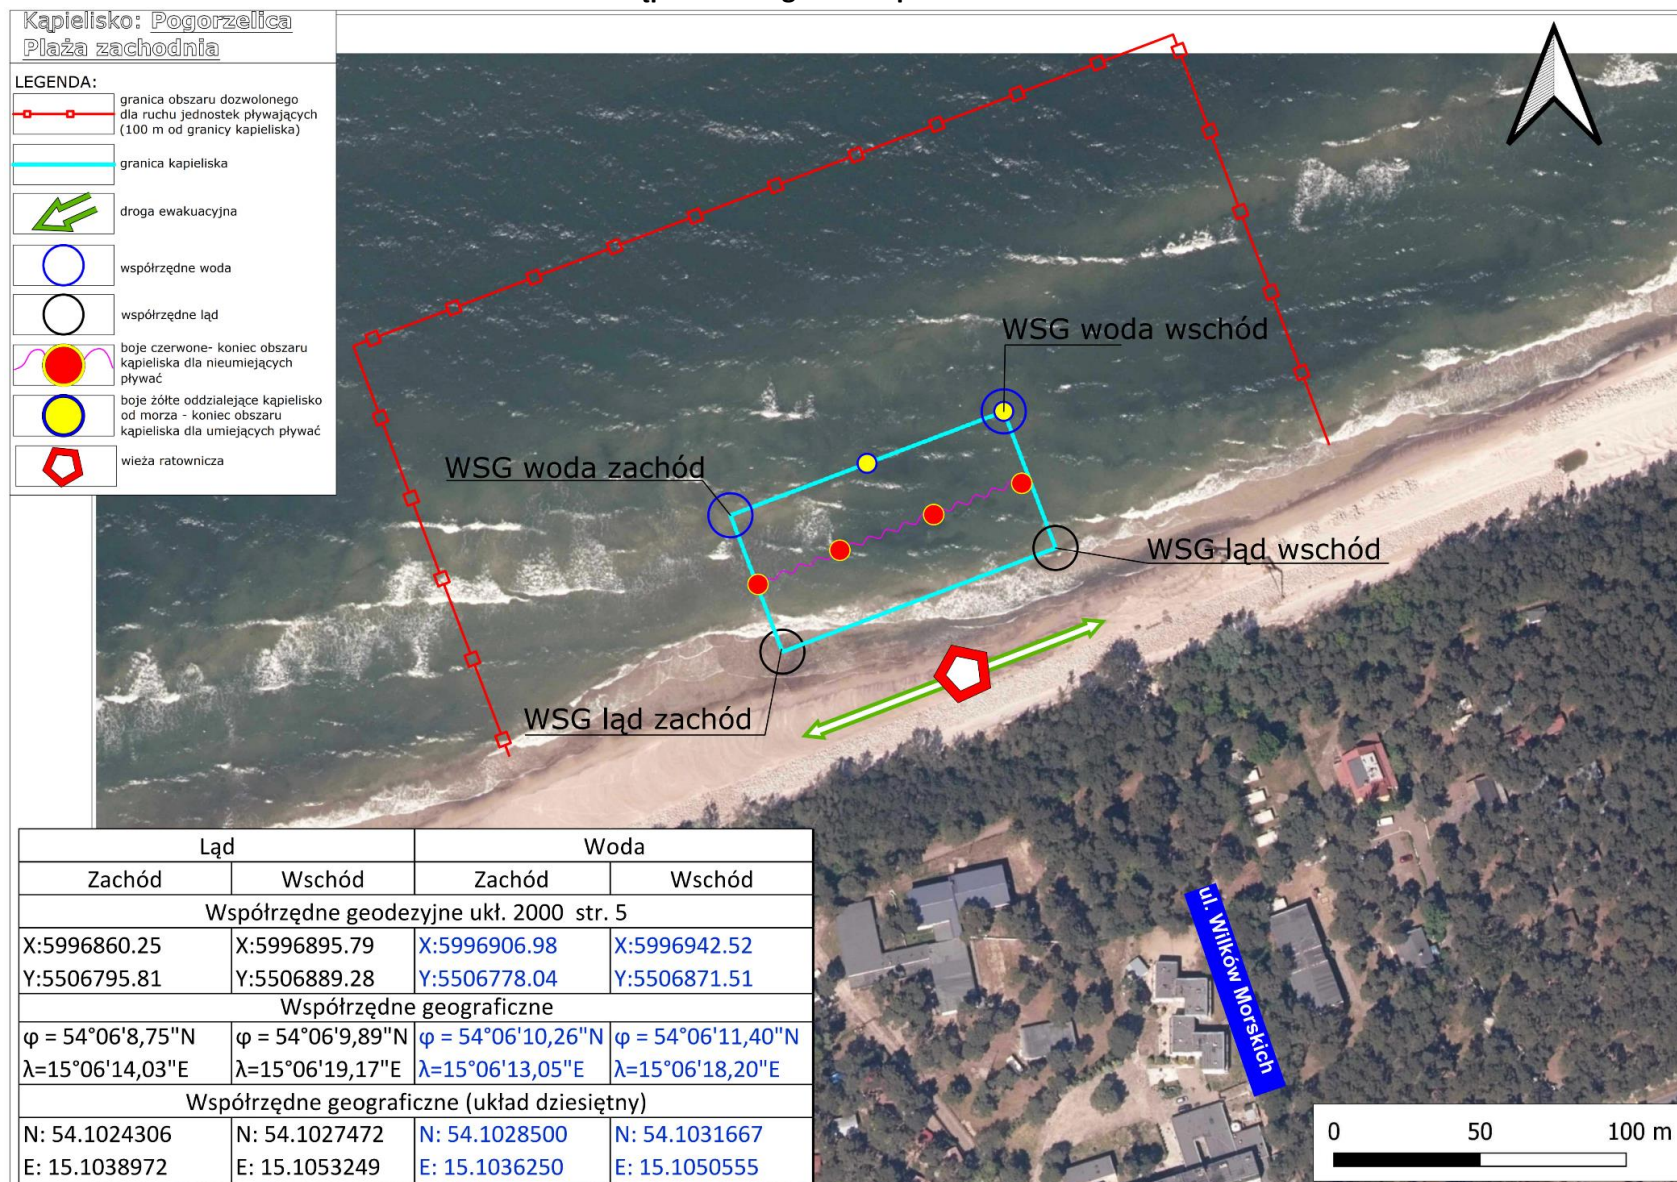 Kąpielisko: Pogorzelica
Plaża zachodnia
LEGENDA:
granica obszaru dozwolonego
dla ruchu jednostek pływających
(100 m od granicy kapieliska)
granica kapieliska
droga ewakuacyjna
współrzędne woda
współrzędne ląd
boje czerwone- koniec obszaru
kąpieliska dla nieumiejących
pływać
boje żółte oddzialejące kąpielisko
od morza - koniec obszaru
kąpieliska dla umiejących pływać
wieża ratownicza
WSG woda wschód
WSG woda zachód
WSG ląd wschód
WSG ląd zachód
ul. Wilków Morskich
Ląd Woda
Zachód Wschód Zachód Wschód
Współrzędne geodezyjne ukł. 2000 str. 5
X:5996860.25 X:5996895.79 X:5996906.98 X:5996942.52
Y:5506795.81 Y:5506889.28 Y:5506778.04 Y:5506871.51
Współrzędne geograficzne
φ = 54°06'8,75"N φ = 54°06'9,89"N φ = 54°06'10,26"N φ = 54°06'11,40"N
λ=15°06'14,03"E λ=15°06'19,17"E λ=15°06'13,05"E λ=15°06'18,20"E
Współrzędne geograficzne (układ dziesiętny)
N: 54.1024306 N: 54.1027472 N: 54.1028500 N: 54.1031667
E: 15.1038972 E: 15.1053249 E: 15.1036250 E: 15.1050555
0 50 100 m